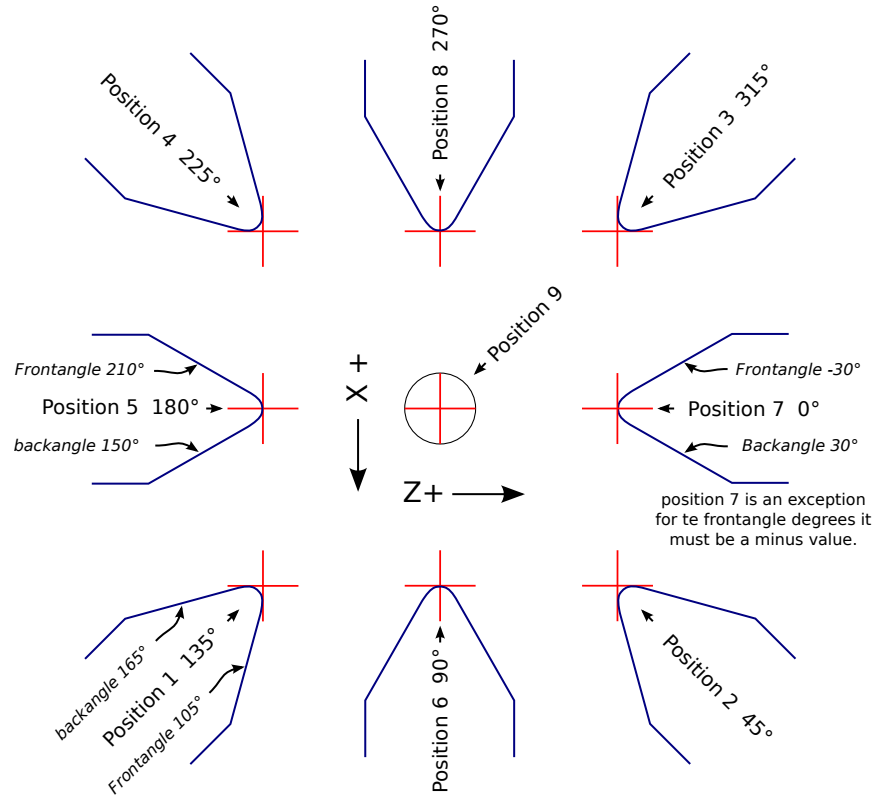 Position 4  225°
Position 8  270°
Position 3  315°
Position 9
Frontangle 210°
Position 5  180°
backangle 150°
X +
Z+
Frontangle -30°
Position 7  0°
Backangle 30°
position 7 is an exception
for te frontangle degrees it
must be a minus value.
backangle 165°
Position 1  135°
Frontangle 105°
Position 6  90°
Position 2  45°